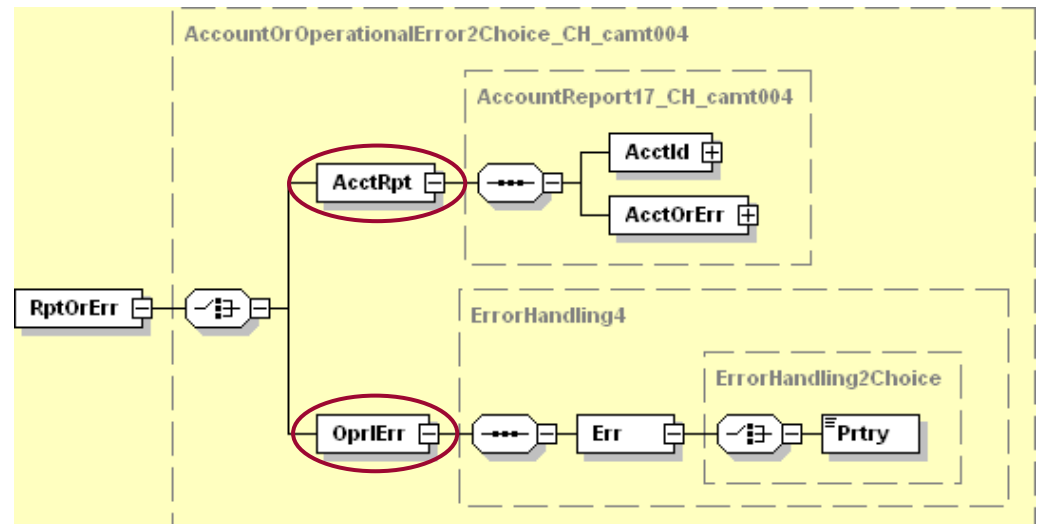 AccountOrOperationalError2Choice_CH_camt004
AccountReport17_CH_camt004
AcctId
AcctRpt
AcctOrErr
RptOrErr
ErrorHandling4
ErrorHandling2Choice
OprlErr
Err
Prtry